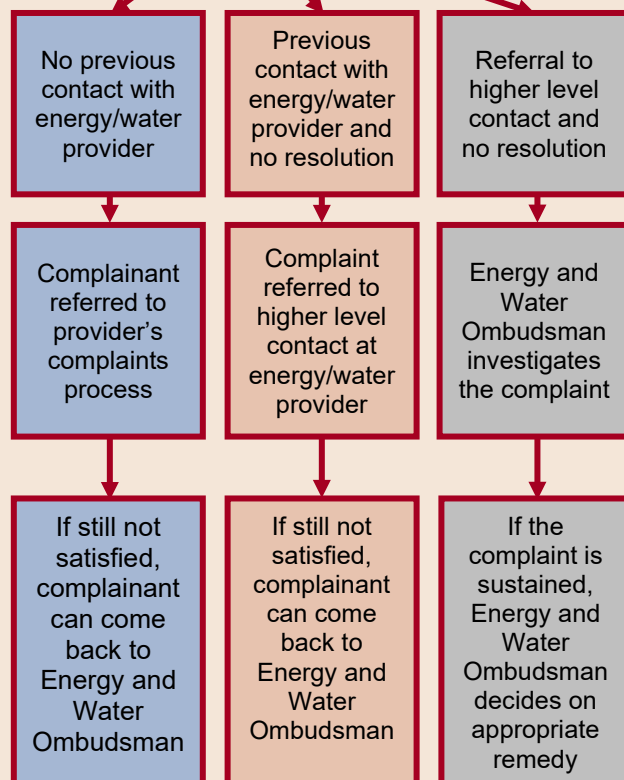 No previous
contact with
energy/water
provider
Previous
contact with
energy/water
provider and
no resolution
Referral to
higher level
contact and
no resolution
Complainant
referred to
provider’s
complaints
process
Complaint
referred to
higher level
contact at
energy/water
provider
Energy and
Water
Ombudsman
investigates
the complaint
If still not
satisfied,
complainant
can come
back to
Energy and
Water
Ombudsman
If still not
satisfied,
complainant
can come
back to
Energy and
Water
Ombudsman
If the
complaint is
sustained,
Energy and
Water
Ombudsman
decides on
appropriate
remedy